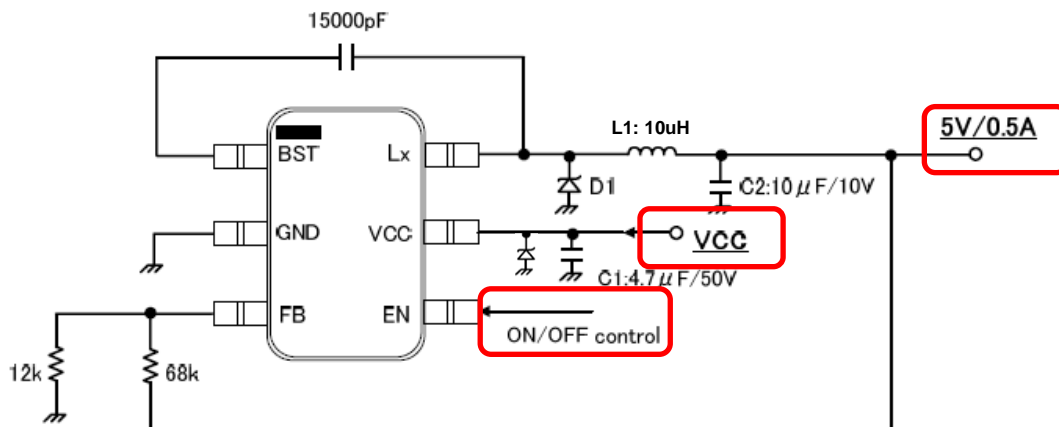 15000pF
BST
Lx
L1: 10uH
5V/0.5A
D1
C2:10μF/10V
GND
VCC
VCC
C1:4.7μF/50V
FB
EN
ON/OFF control
12k
68k